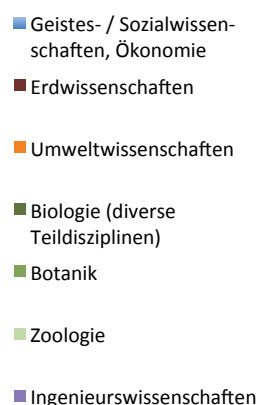 Geistes- / Sozialwissen-
schaften, Ökonomie
Erdwissenschaften
Umweltwissenschaften
Biologie (diverse
Teildisziplinen)
Botanik
Zoologie
Ingenieurswissenschaften